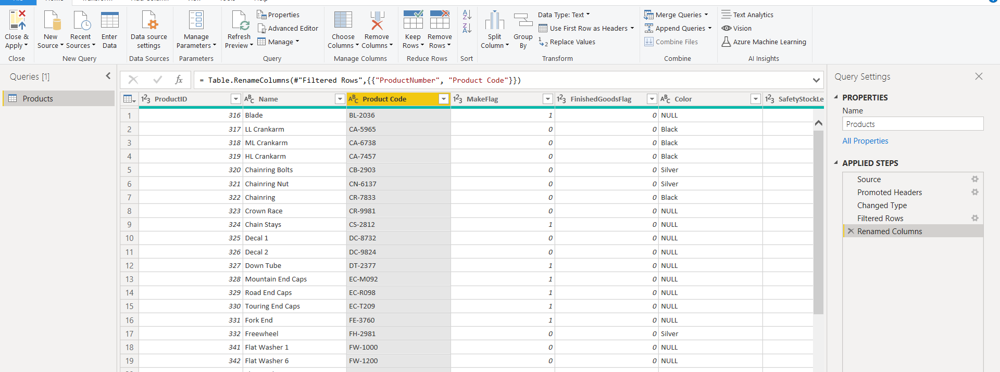 File Home Transform Add Column View Tools Help
Close & Apply
New Source
Recent Sources
Enter Data
Data source settings
Manage Parameters
Refresh Preview
Properties
Advanced Editor
Manage
Choose Columns
Remove Columns
Keep Rows
Remove Rows
Split Column
Group By
Data Type: Text
Use First Row as Headers
Replace Values
Merge Queries
Append Queries
Combine Files
Text Analytics
Vision
Azure Machine Learning
Close New Query Data Sources Parameters Query Manage Columns Reduce Rows Sort Transform Combine AI Insights
Queries [1]
Products
= Table.RenameColumns(#"Filtered Rows",{{"ProductNumber", "Product Code"}})
ProductID Name Product Code MakeFlag FinishedGoodsFlag Color SafetyStockLe
1 316 Blade BL-2036 1 0 NULL
2 317 LL Crankarm CA-5965 0 0 Black
3 318 ML Crankarm CA-6738 0 0 Black
4 319 HL Crankarm CA-7457 0 0 Black
5 320 Chainring Bolts CB-2903 0 0 Silver
6 321 Chainring Nut CN-6137 0 0 Silver
7 322 Chainring CR-7833 0 0 Black
8 323 Crown Race CR-9981 0 0 NULL
9 324 Chain Stays CS-2812 1 0 NULL
10 325 Decal 1 DC-8732 0 0 NULL
11 326 Decal 2 DC-9824 0 0 NULL
12 327 Down Tube DT-2377 1 0 NULL
13 328 Mountain End Caps EC-M092 1 0 NULL
14 329 Road End Caps EC-R098 1 0 NULL
15 330 Touring End Caps EC-T209 1 0 NULL
16 331 Fork End FE-3760 1 0 NULL
17 332 Freewheel FH-2981 0 0 Silver
18 341 Flat Washer 1 FW-1000 0 0 NULL
19 342 Flat Washer 6 FW-1200 0 0 NULL
Query Settings
PROPERTIES
Name
Products
All Properties
APPLIED STEPS
Source
Promoted Headers
Changed Type
Filtered Rows
Renamed Columns